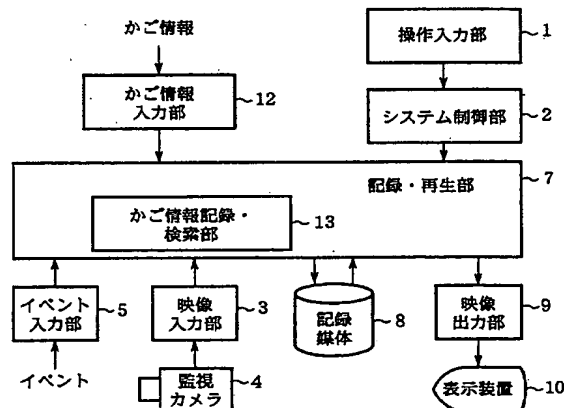 かご情報
操作入力部
1
かご情報
入力部
12
システム制御部
2
記録・再生部
7
かご情報記録・
検索部
13
イベント
入力部
5
映像
入力部
3
記録
媒体
8
映像
出力部
9
イベント
監視
カメラ
4
表示装置
10